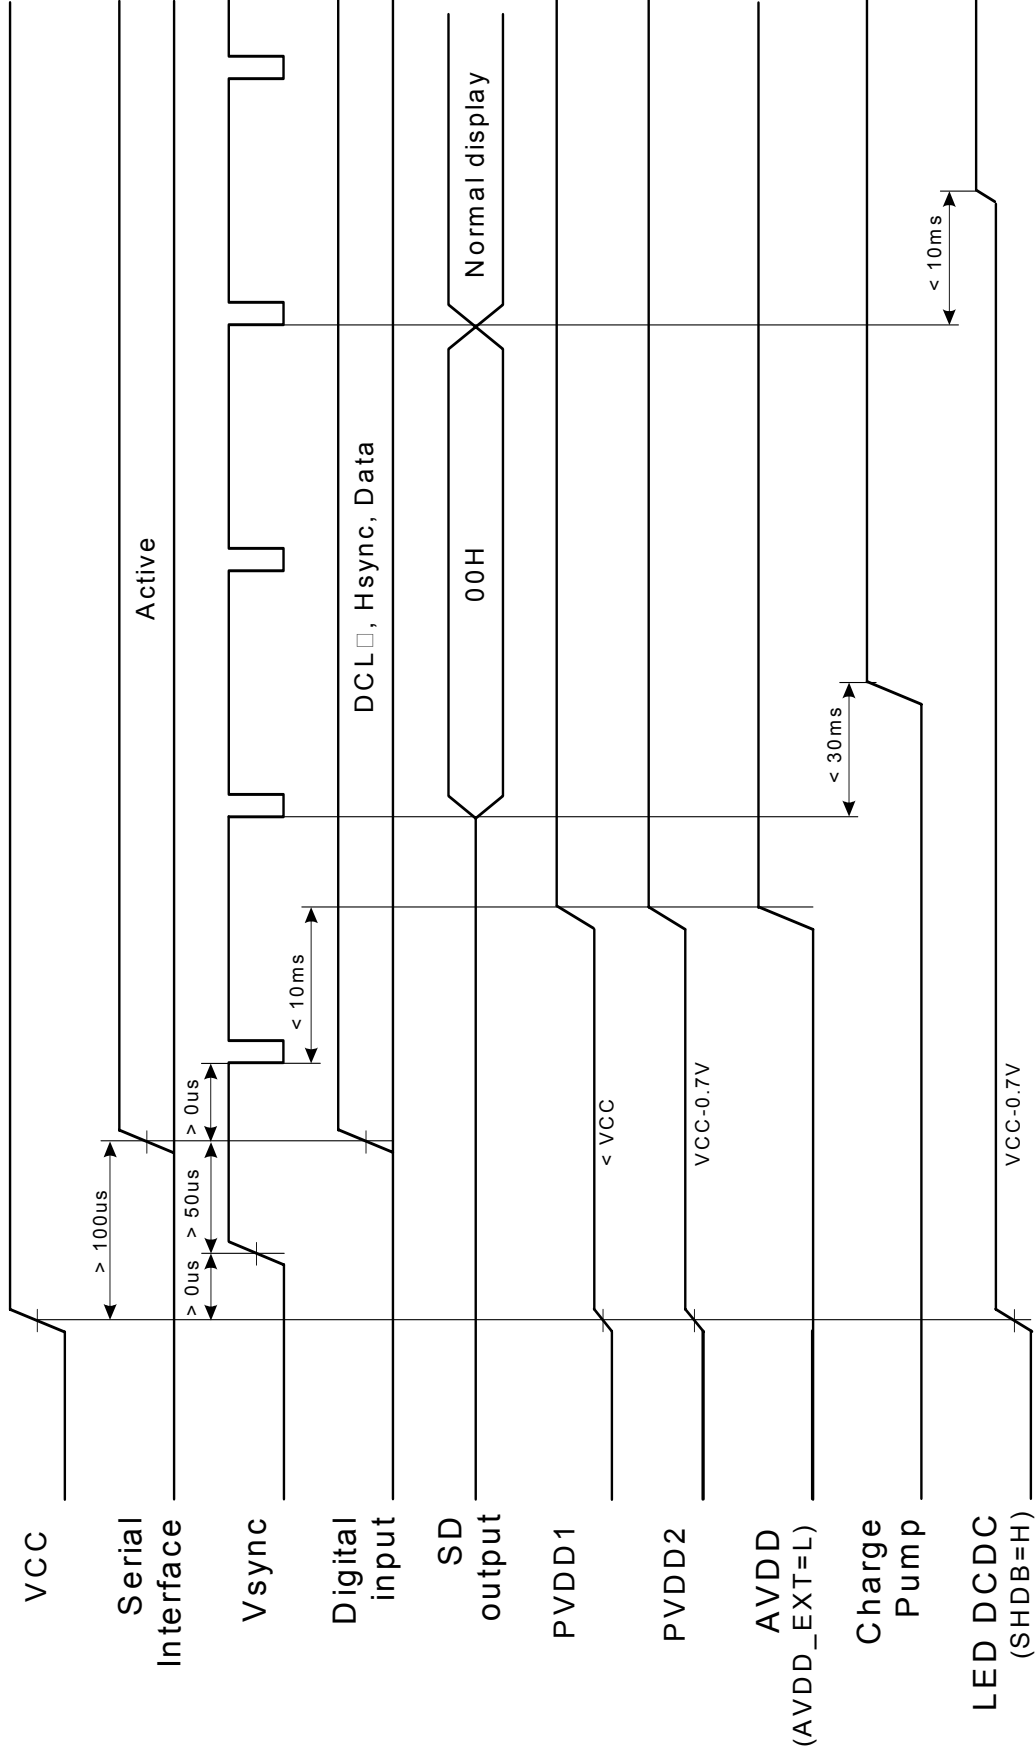 VCC
> 100us
Serial
Interface
Active
> 0us
> 50us
> 0us
Vsync
< 10ms
Digital
input
DCL□, Hsync, Data
SD
output
00H
Normal display
PVDD1
< VCC
PVDD2
VCC-0.7V
AVDD
(AVDD_EXT=L)
< 30ms
Charge
Pump
< 10ms
LED DCDC
(SHDB=H)
VCC-0.7V